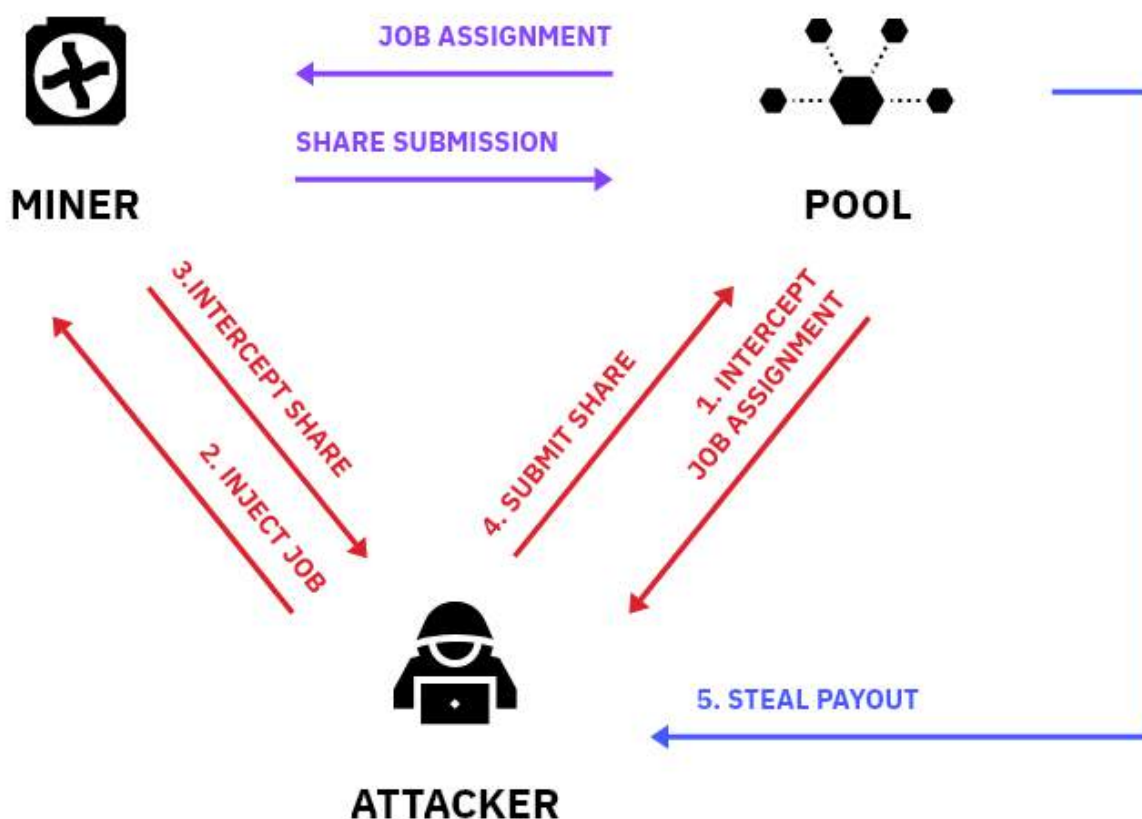 JOB ASSIGNMENT
SHARE SUBMISSION
MINER
POOL
3.INTERCEPT SHARE
2. INJECT JOB
4. SUBMIT SHARE
1. INTERCEPT
JOB ASSIGNMENT
5. STEAL PAYOUT
ATTACKER